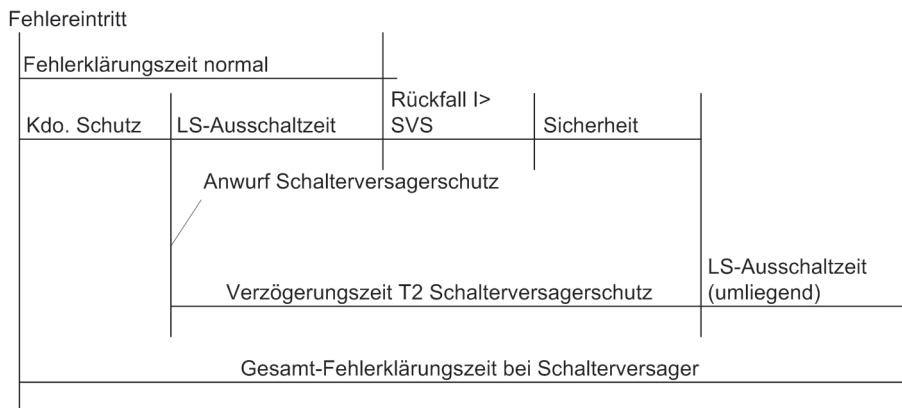 Fehlereintritt
Fehlerklärungszeit normal
Kdo. Schutz
LS-Ausschaltzeit
Rückfall I>
SVS
Sicherheit
Anwurf Schalterversagerschutz
Verzögerungszeit T2 Schalterversagerschutz
LS-Ausschaltzeit
(umliegend)
Gesamt-Fehlerklärungszeit bei Schalterversager